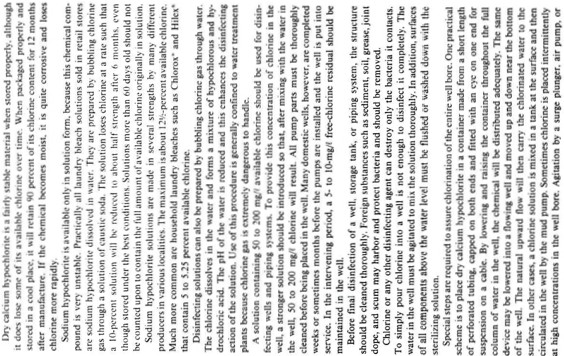 Dry calcium hypochlorite is a fairly stable material when stored properly, although
it does lose some of its available chlorine over time. When packaged properly and
stored in a cool place, it will retain 90 percent of its chlorine content for 12 months
after manufacture. If the chemical becomes moist, it is quite corrosive and loses
chlorine more rapidly.
Sodium hypochlorite is available only in solution form, because this chemical com-
pound is very unstable. Practically all laundry bleach solutions sold in retail stores
are sodium hypochlorite dissolved in water. They are prepared by bubbling chlorine
gas through a solution of caustic soda. The solution loses chlorine at a rate such that
a 10-percent solution will be reduced to about half strength after 6 months, even
though stored under the best conditions. Solutions more than 60 days old should not
be counted upon to contain the full amount of available chlorine originally in solution.
Sodium hypochlorite solutions are made in several strengths by many different
producers in various localities. The maximum is about 12½-percent available chlorine.
Much more common are household laundry bleaches such as Chlorox® and Hilex®
that contain 5 to 5.25 percent available chlorine.
Disinfecting solutions can also be prepared by bubbling chlorine gas through water.
The chlorine dissolves in the water and forms a mixture of hypochlorous and hy-
drochloric acid. The pH of the water is reduced and this enhances the disinfecting
action of the solution. Use of this procedure is generally confined to water treatment
plants because chlorine gas is extremely dangerous to handle.
A solution containing 50 to 200 mg/ℓ available chlorine should be used for disin-
fecting wells and piping systems. To provide this concentration of chlorine in the
well, a stronger solution should be introduced so that, after mixing with the water in
the well, 50 to 200 mg/ℓ chlorine will result. All pump parts must be thoroughly
cleaned before being placed in the well. Many domestic wells, however, are completed
weeks or sometimes months before the pumps are installed and the well is put into
service. In the intervening period, a 5- to 10-mg/ℓ free-chlorine residual should be
maintained in the well.
Before final disinfection of a well, storage tank, or piping system, the structure
should be cleaned thoroughly. Foreign substances such as sediment, soil, grease, joint
dope, and scum may harbor and protect bacteria and should be removed.
Chlorine or any other disinfecting agent can destroy only the bacteria it contacts.
To simply pour chlorine into a well is not enough to disinfect it completely. The
water in the well must be agitated to mix the solution thoroughly. In addition, surfaces
of all components above the water level must be flushed or washed down with the
sterilizing solution.
Special steps are required to assure chlorination of the entire well bore. One practical
scheme is to place dry calcium hypochlorite in a container made from a short length
of perforated tubing, capped on both ends and fitted with an eye on one end for
suspension on a cable. By lowering and raising the container throughout the full
column of water in the well, the chemical will be distributed adequately. The same
device may be lowered into a flowing well and moved up and down near the bottom
of the well. The natural upward flow will then carry the chlorinated water to the
surface. In other cases, a chlorine solution is mixed in a tank at the surface and then
circulated in the well by the mud pump. Sometimes chlorine is placed intermittently
at high concentrations in the well bore. Agitation by a surge plunger, air pump, or